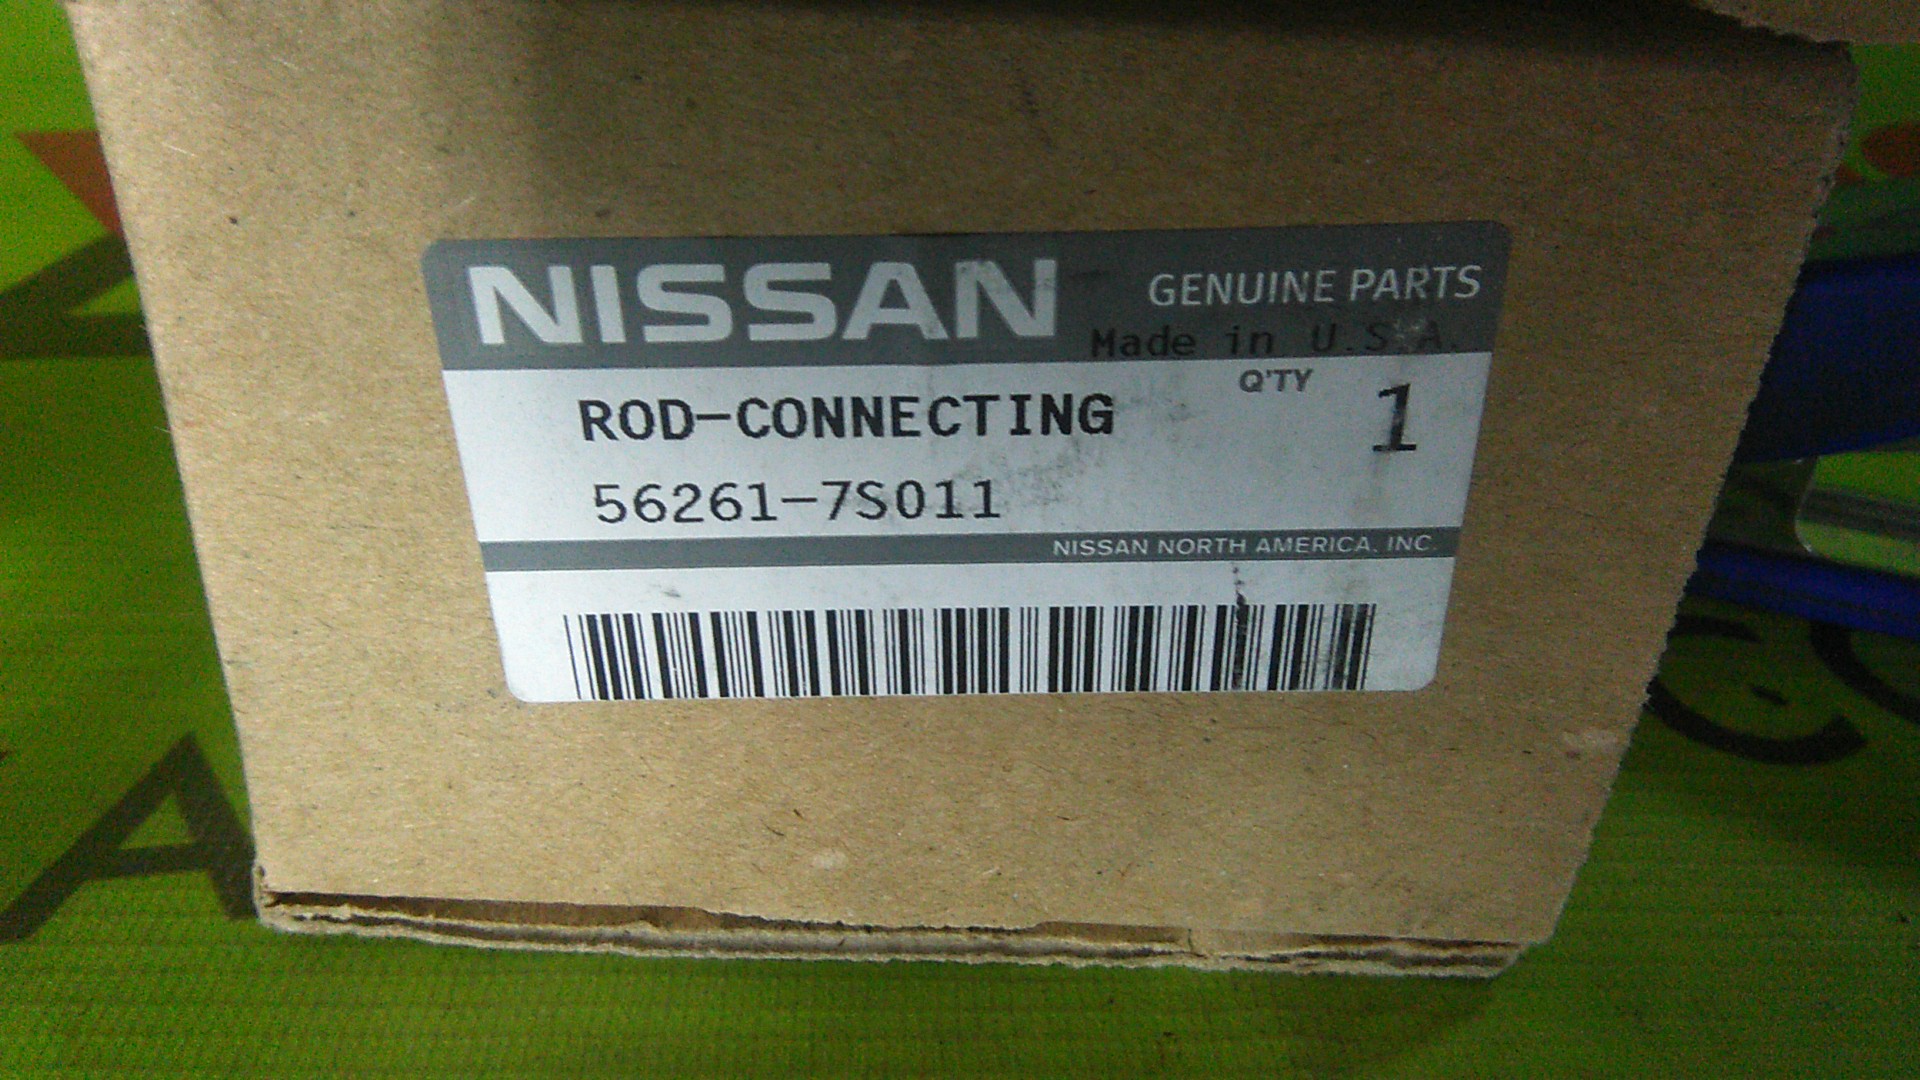 NISSAN
GENUINE PARTS
Made in U.S.A.
Q'TY 1
ROD-CONNECTING
56261-7S011
NISSAN NORTH AMERICA, INC.